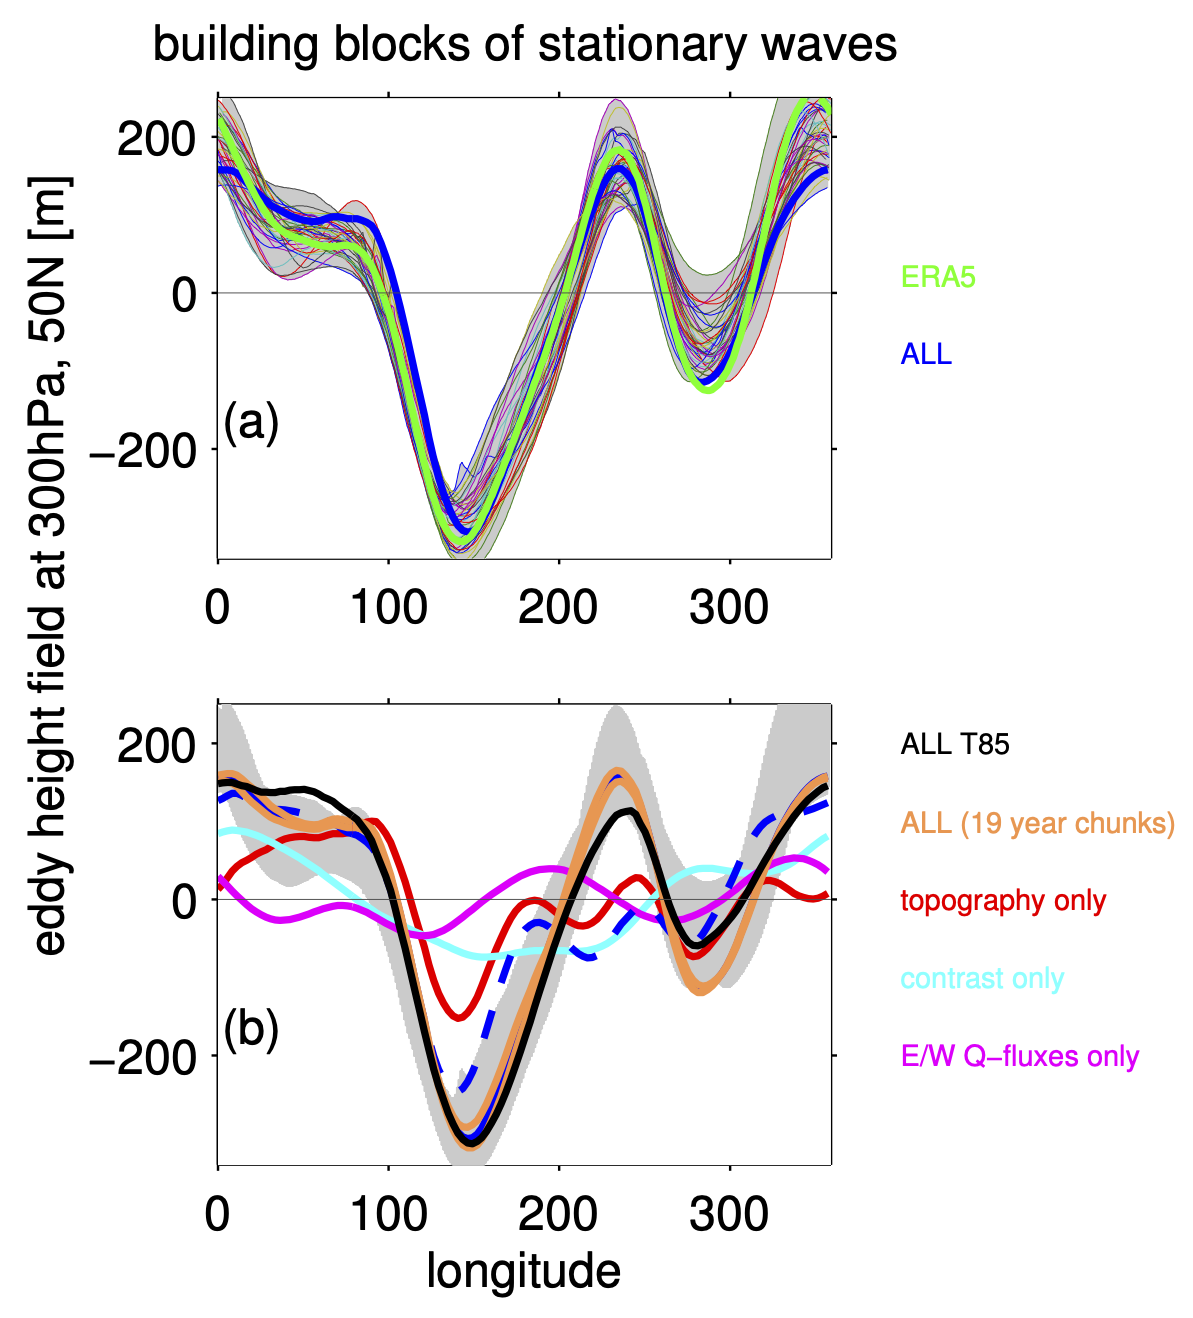 building blocks of stationary waves
eddy height field at 300hPa, 50N [m]
200
0
−200
(a)
0 100 200 300
ERA5
ALL
200
0
−200
(b)
0 100 200 300
longitude
ALL T85
ALL (19 year chunks)
topography only
contrast only
E/W Q−fluxes only